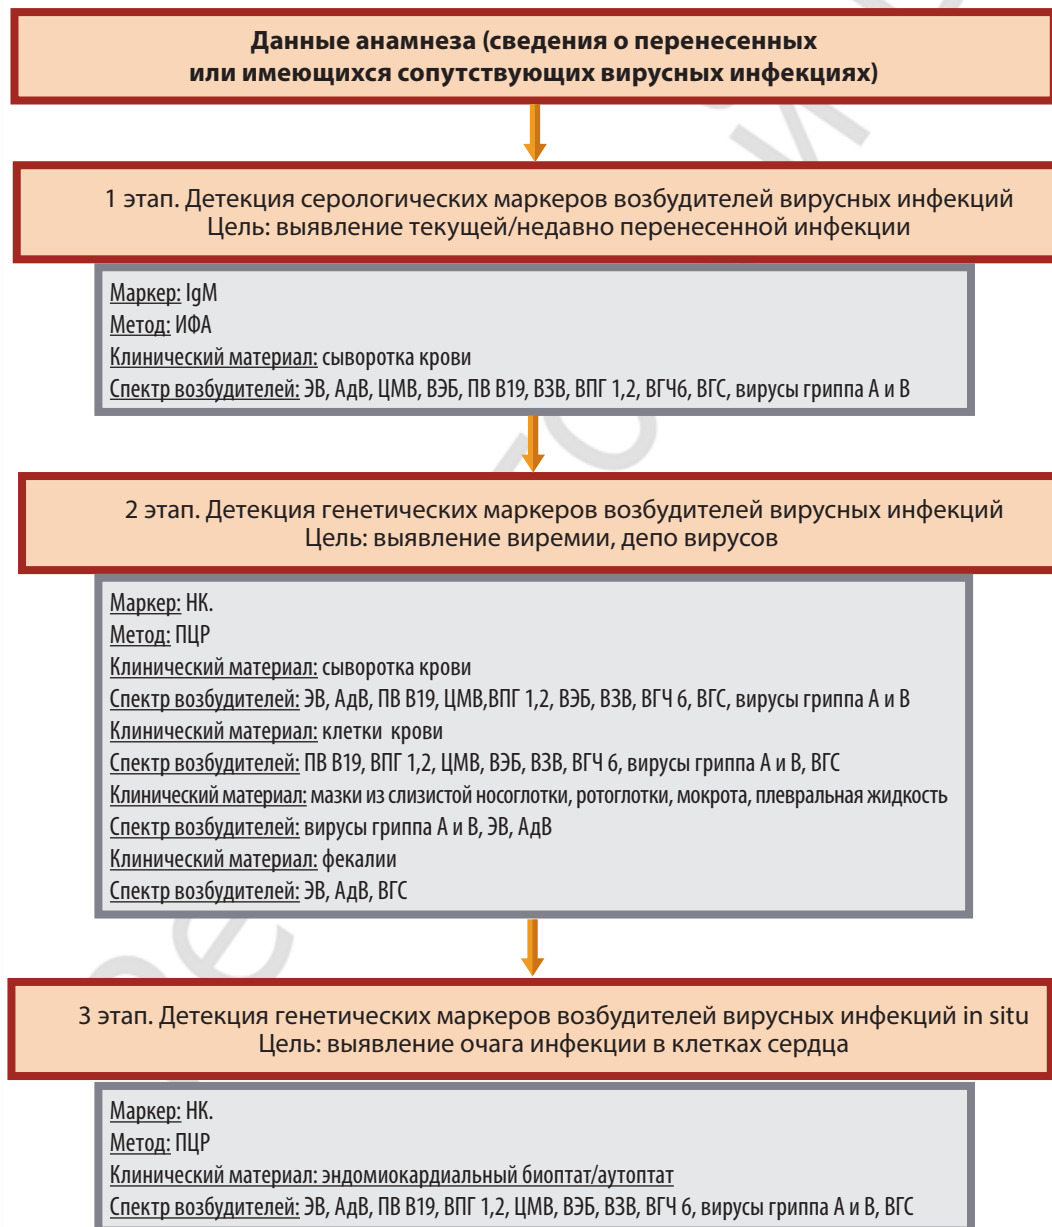 Данные анамнеза (сведения о перенесенных
или имеющихся сопутствующих вирусных инфекциях)
1 этап. Детекция серологических маркеров возбудителей вирусных инфекций
Цель: выявление текущей/недавно перенесенной инфекции
Маркер: IgM
Метод: ИФА
Клинический материал: сыворотка крови
Спектр возбудителей: ЭВ, АдВ, ЦМВ, ВЭБ, ПВ В19, ВЗВ, ВПГ 1,2, ВГЧ6, ВГС, вирусы гриппа А и В
2 этап. Детекция генетических маркеров возбудителей вирусных инфекций
Цель: выявление виремии, депо вирусов
Маркер: НК.
Метод: ПЦР
Клинический материал: сыворотка крови
Спектр возбудителей: ЭВ, АдВ, ПВ В19, ЦМВ,ВПГ 1,2, ВЭБ, ВЗВ, ВГЧ 6, ВГС, вирусы гриппа А и В
Клинический материал: клетки крови
Спектр возбудителей: ПВ В19, ВПГ 1,2, ЦМВ, ВЭБ, ВЗВ, ВГЧ 6, вирусы гриппа А и В, ВГС
Клинический материал: мазки из слизистой носоглотки, ротоглотки, мокрота, плевральная жидкость
Спектр возбудителей: вирусы гриппа А и В, ЭВ, АдВ
Клинический материал: фекалии
Спектр возбудителей: ЭВ, АдВ, ВГС
3 этап. Детекция генетических маркеров возбудителей вирусных инфекций in situ
Цель: выявление очага инфекции в клетках сердца
Маркер: НК.
Метод: ПЦР
Клинический материал: эндомиокардиальный биоптат/аутоптат
Спектр возбудителей: ЭВ, АдВ, ПВ В19, ВПГ 1,2, ЦМВ, ВЭБ, ВЗВ, ВГЧ 6, вирусы гриппа А и В, ВГС